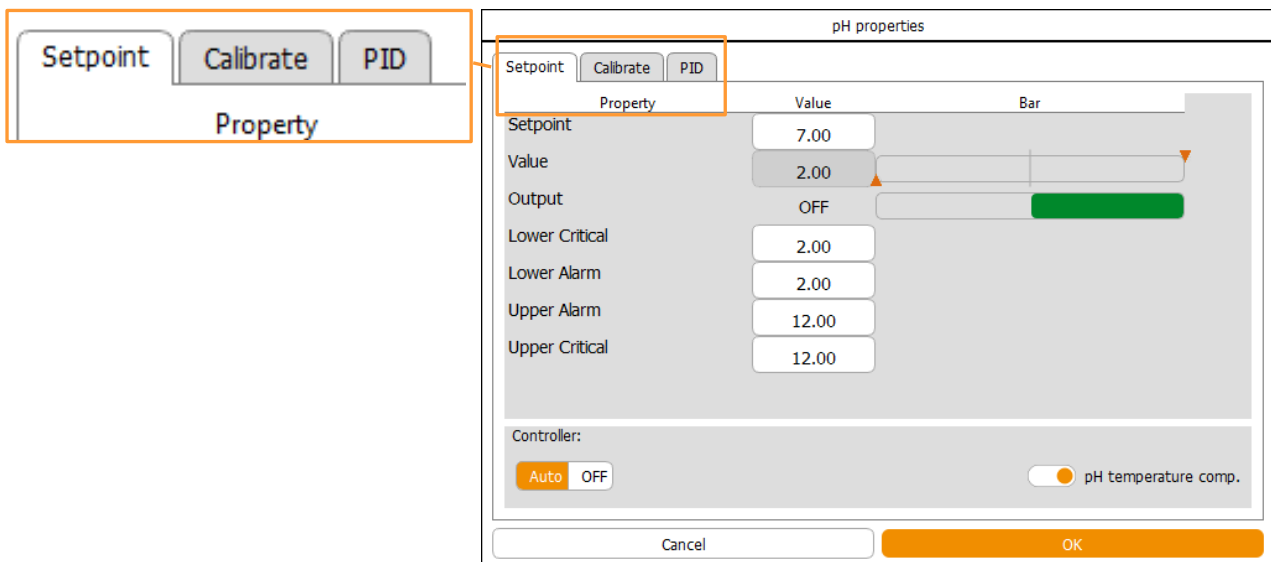 Setpoint Calibrate PID
Property
pH properties
Setpoint Calibrate PID
Property Value Bar
Setpoint 7.00
Value 2.00
Output OFF
Lower Critical 2.00
Lower Alarm 2.00
Upper Alarm 12.00
Upper Critical 12.00
Controller:
Auto OFF pH temperature comp.
Cancel OK